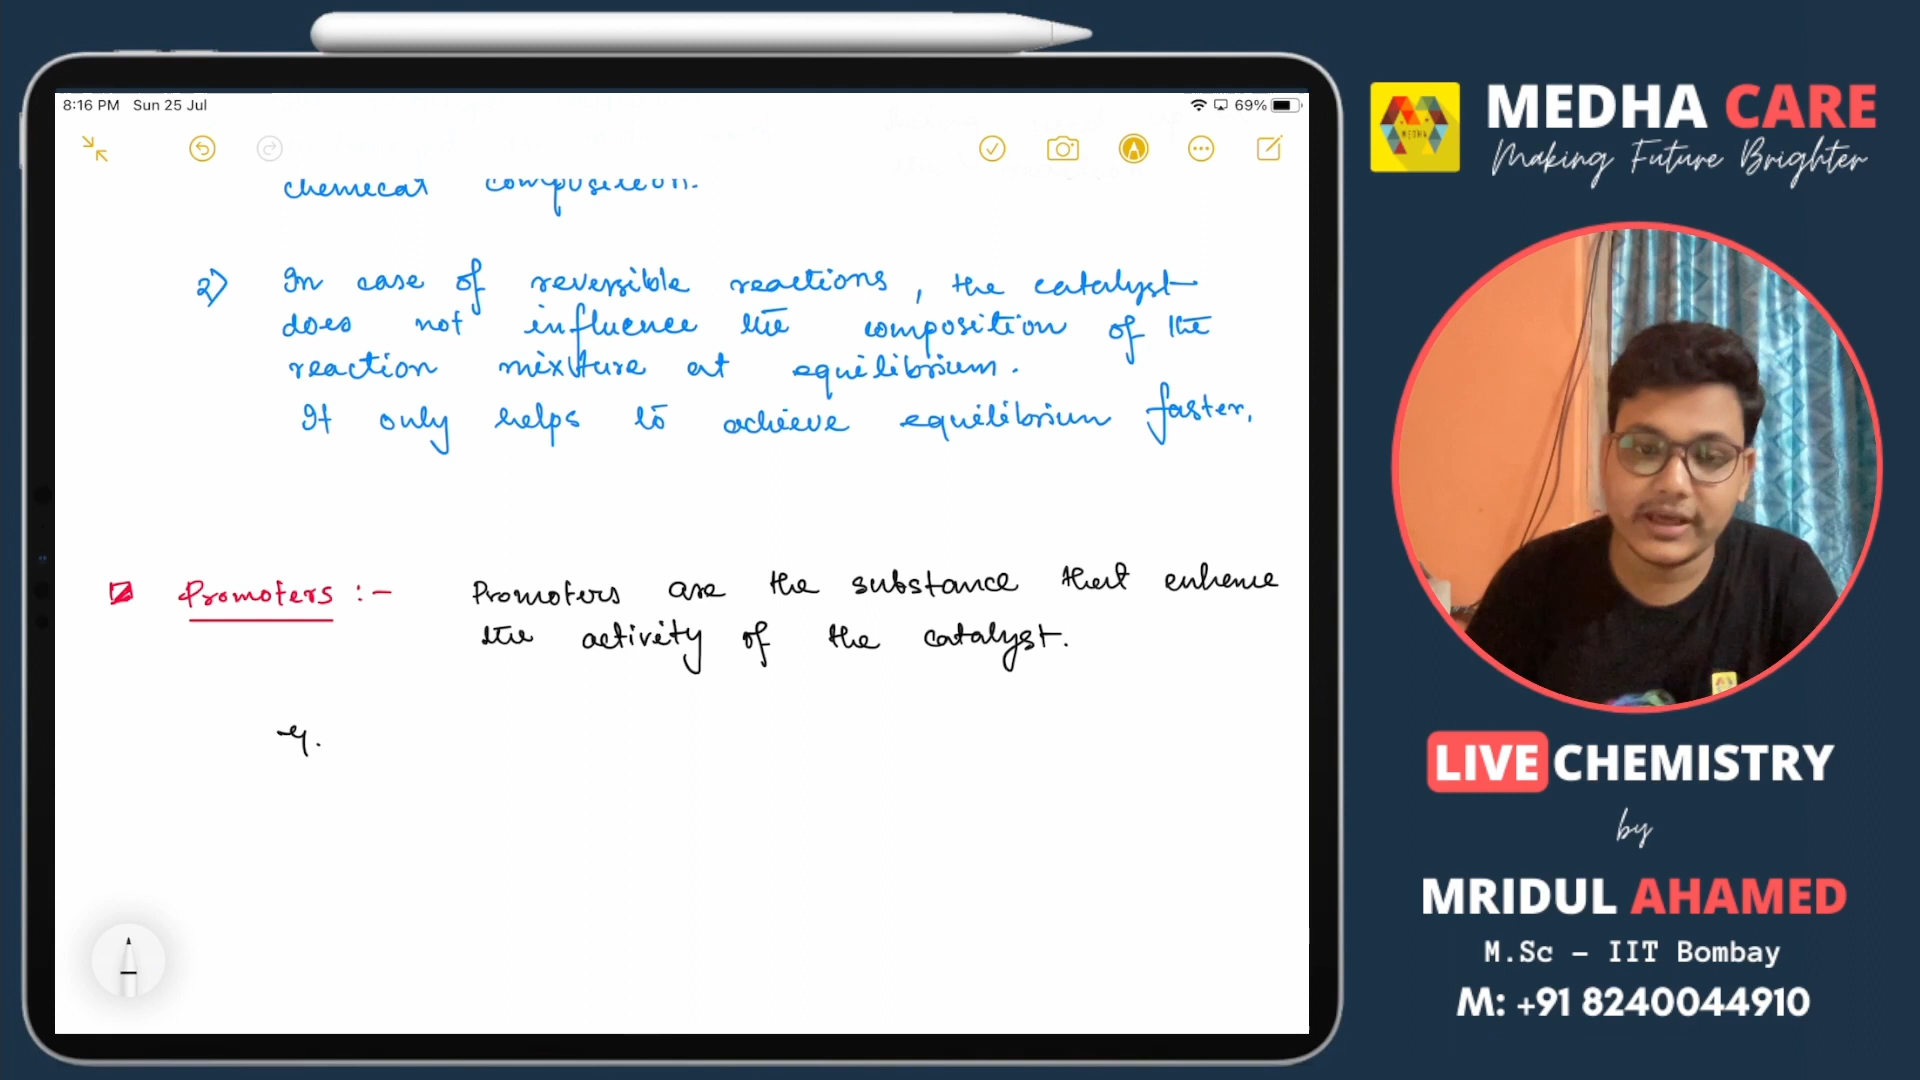 8:16 PM Sun 25 Jul
69%
chemical composition.
2) In case of reversible reactions, the catalyst
does not influence the composition of the
reaction mixture at equilibrium.
It only helps to achieve equilibrium faster.
Promoters :- Promoters are the substance that enhence
the activity of the catalyst.
eg.
MEDHA CARE
Making Future Brighter
MEDHA
LIVE CHEMISTRY
by
MRIDUL AHAMED
M.Sc – IIT Bombay
M: +91 8240044910